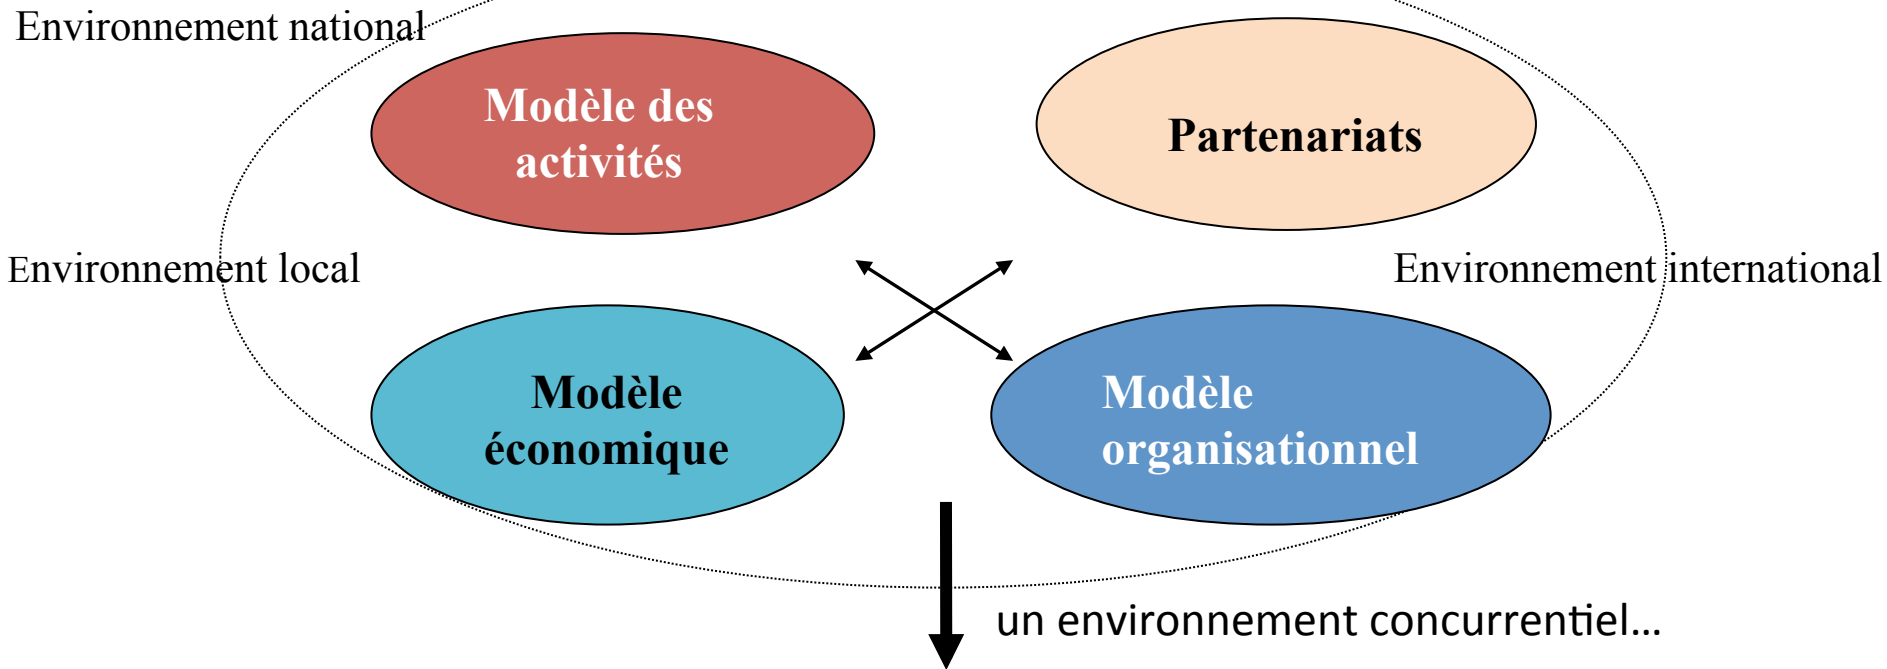 Environnement national
Modèle des
activités
Partenariats
Environnement local
Environnement international
Modèle
économique
Modèle
organisationnel
un environnement concurrentiel...